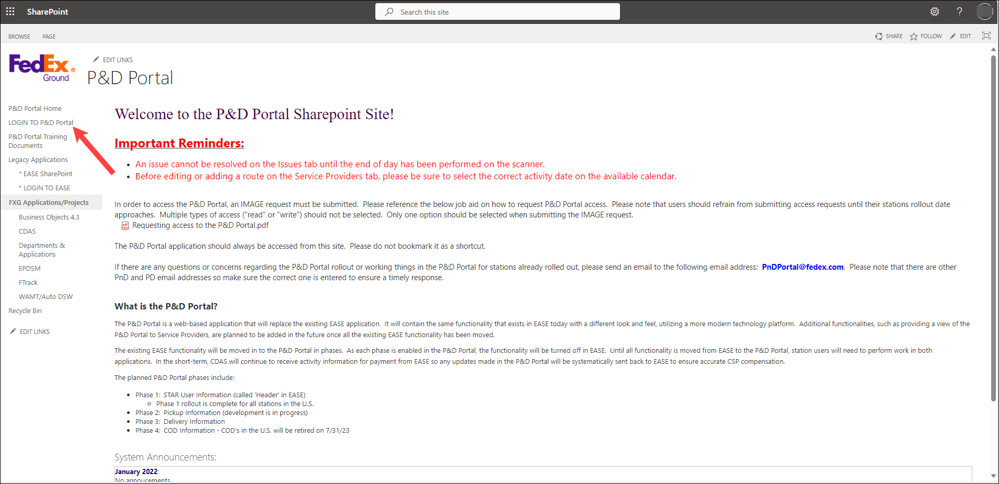 SharePoint
Search this site
?
BROWSE
PAGE
SHARE
FOLLOW
EDIT
FedEx®
Ground
EDIT LINKS
P&D Portal
P&D Portal Home
LOGIN TO P&D Portal
P&D Portal Training
Documents
Legacy Applications
* EASE SharePoint
* LOGIN TO EASE
FXG Applications/Projects
Business Objects 4.3
CDAS
Departments &
Applications
EPDSM
FTrack
WAMT/Auto DSW
Recycle Bin
EDIT LINKS
Welcome to the P&D Portal Sharepoint Site!
Important Reminders:
• An issue cannot be resolved on the Issues tab until the end of day has been performed on the scanner.
• Before editing or adding a route on the Service Providers tab, please be sure to select the correct activity date on the available calendar.
In order to access the P&D Portal, an IMAGE request must be submitted.  Please reference the below job aid on how to request P&D Portal access.  Please note that users should refrain from submitting access requests until their stations rollout date
approaches.  Multiple types of access ("read" or "write") should not be selected.  Only one option should be selected when submitting the IMAGE request.
Requesting access to the P&D Portal.pdf
The P&D Portal application should always be accessed from this site.  Please do not bookmark it as a shortcut.
If there are any questions or concerns regarding the P&D Portal rollout or working things in the P&D Portal for stations already rolled out, please send an email to the following email address:  PnDPortal@fedex.com.  Please note that there are other
PnD and PD email addresses so make sure the correct one is entered to ensure a timely response.
What is the P&D Portal?
The P&D Portal is a web-based application that will replace the existing EASE application.  It will contain the same functionality that exists in EASE today with a different look and feel, utilizing a more modern technology platform.  Additional functionalities, such as providing a view of the
P&D Portal to Service Providers, are planned to be added in the future once all the existing EASE functionality has been moved.
The existing EASE functionality will be moved in to the P&D Portal in phases.  As each phase is enabled in the P&D Portal, the functionality will be turned off in EASE.  Until all functionality is moved from EASE to the P&D Portal, station users will need to perform work in both
applications.  In the short-term, CDAS will continue to receive activity information for payment from EASE so any updates made in the P&D Portal will be systematically sent back to EASE to ensure accurate CSP compensation.
The planned P&D Portal phases include:
• Phase 1:  STAR User Information (called 'Header' in EASE)
○ Phase 1 rollout is complete for all stations in the U.S.
• Phase 2:  Pickup Information (development is in progress)
• Phase 3:  Delivery Information
• Phase 4:  COD Information - COD's in the U.S. will be retired on 7/31/23
System Announcements:
January 2022:
No annoucements